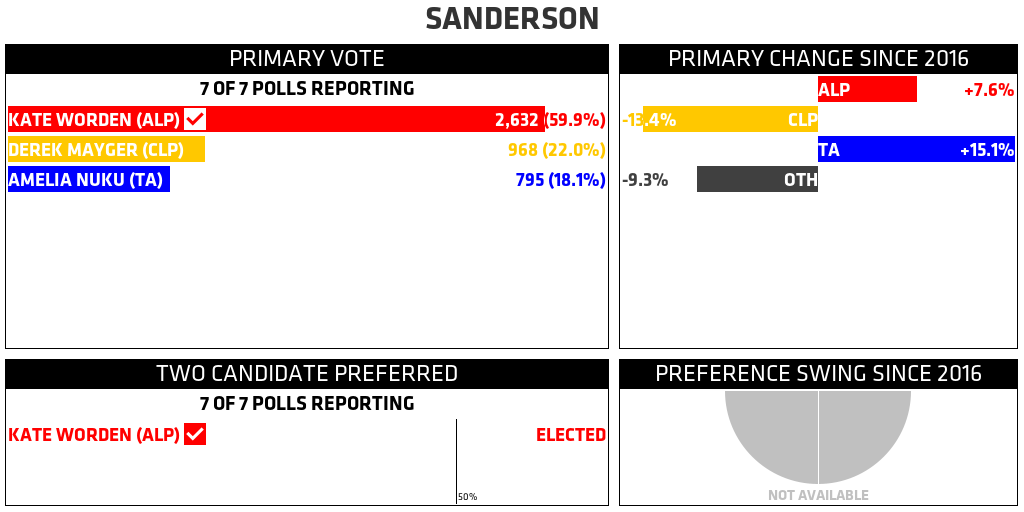 SANDERSON
PRIMARY VOTE
7 OF 7 POLLS REPORTING
KATE WORDEN (ALP) 2,632 (59.9%)
DEREK MAYGER (CLP) 968 (22.0%)
AMELIA NUKU (TA) 795 (18.1%)
PRIMARY CHANGE SINCE 2016
ALP +7.6%
-13.4% CLP
TA +15.1%
-9.3% OTH
TWO CANDIDATE PREFERRED
7 OF 7 POLLS REPORTING
KATE WORDEN (ALP) ELECTED
50%
PREFERENCE SWING SINCE 2016
NOT AVAILABLE